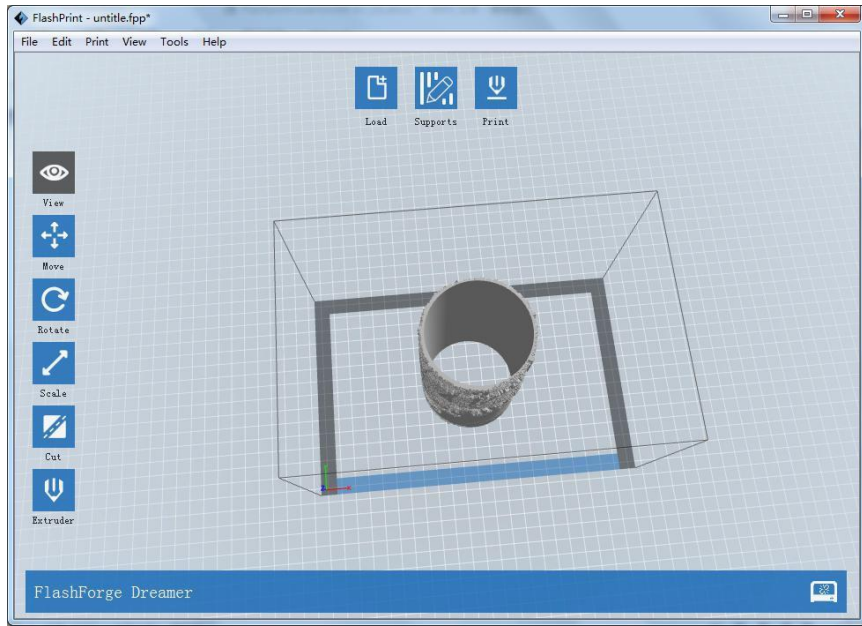 FlashPrint - untitle.fpp*
File Edit Print View Tools Help
Load Supports Print
View
Move
Rotate
Scale
Cut
Extruder
FlashForge Dreamer